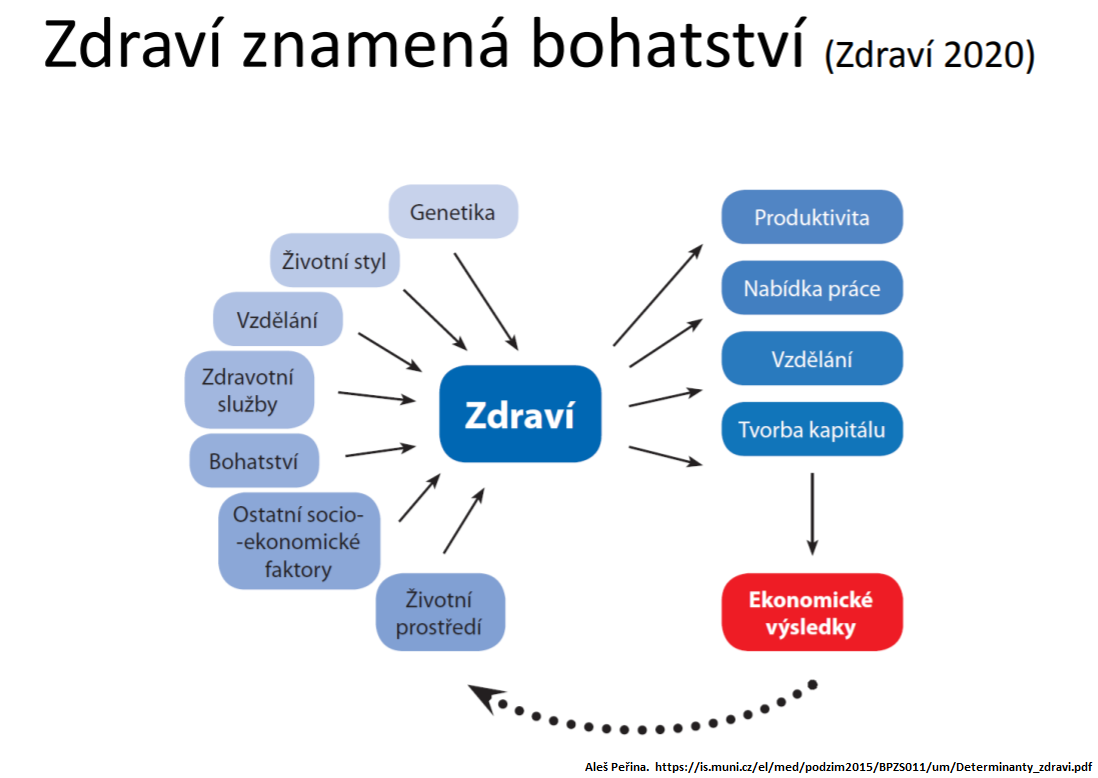 Zdraví znamená bohatství (Zdraví 2020)
Genetika
Životní styl
Vzdělání
Zdravotní
služby
Bohatství
Ostatní socio-
-ekonomické
faktory
Životní
prostředí
Zdraví
Produktivita
Nabídka práce
Vzdělání
Tvorba kapitálu
Ekonomické
výsledky
Aleš Peřina. https://is.muni.cz/el/med/podzim2015/BPZS011/um/Determinanty_zdravi.pdf